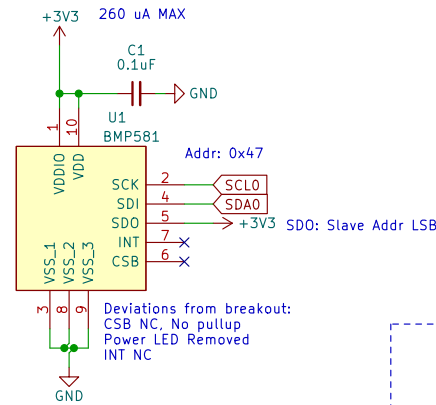 260 uA MAX
+3V3
C1
0.1uF
GND
U1
BMP581
1
10
VDDIO
VDD
Addr: 0x47
SCK
2
SCL0
SDI
4
SDA0
SDO
5
+3V3
SDO: Slave Addr LSB
INT
7
CSB
6
VSS_1
VSS_2
VSS_3
3
8
9
Deviations from breakout:
CSB NC, No pullup
Power LED Removed
INT NC
GND